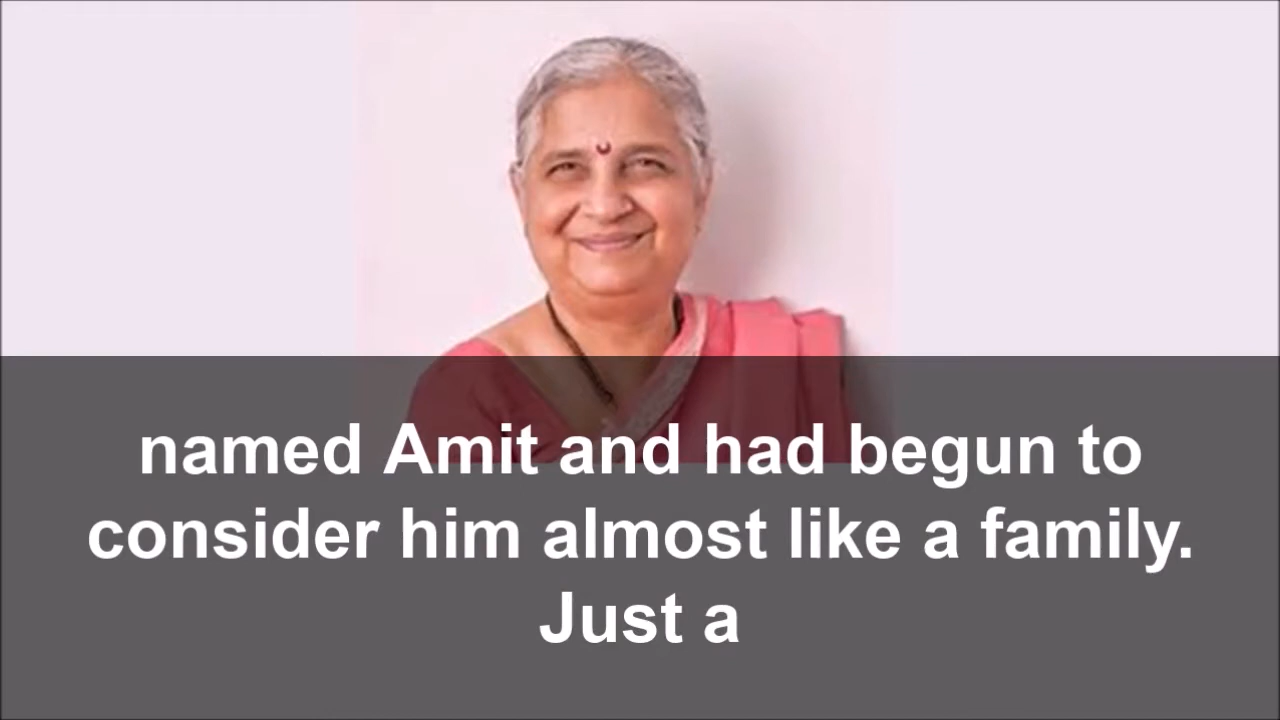 named Amit and had begun to
consider him almost like a family.
Just a